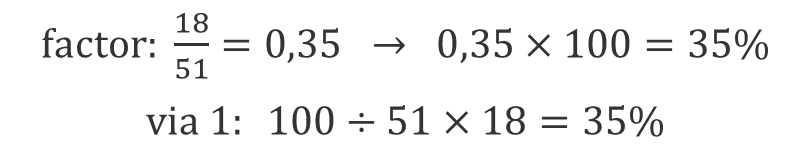 factor: 18/51 = 0,35 → 0,35 × 100 = 35%
via 1: 100 ÷ 51 × 18 = 35%